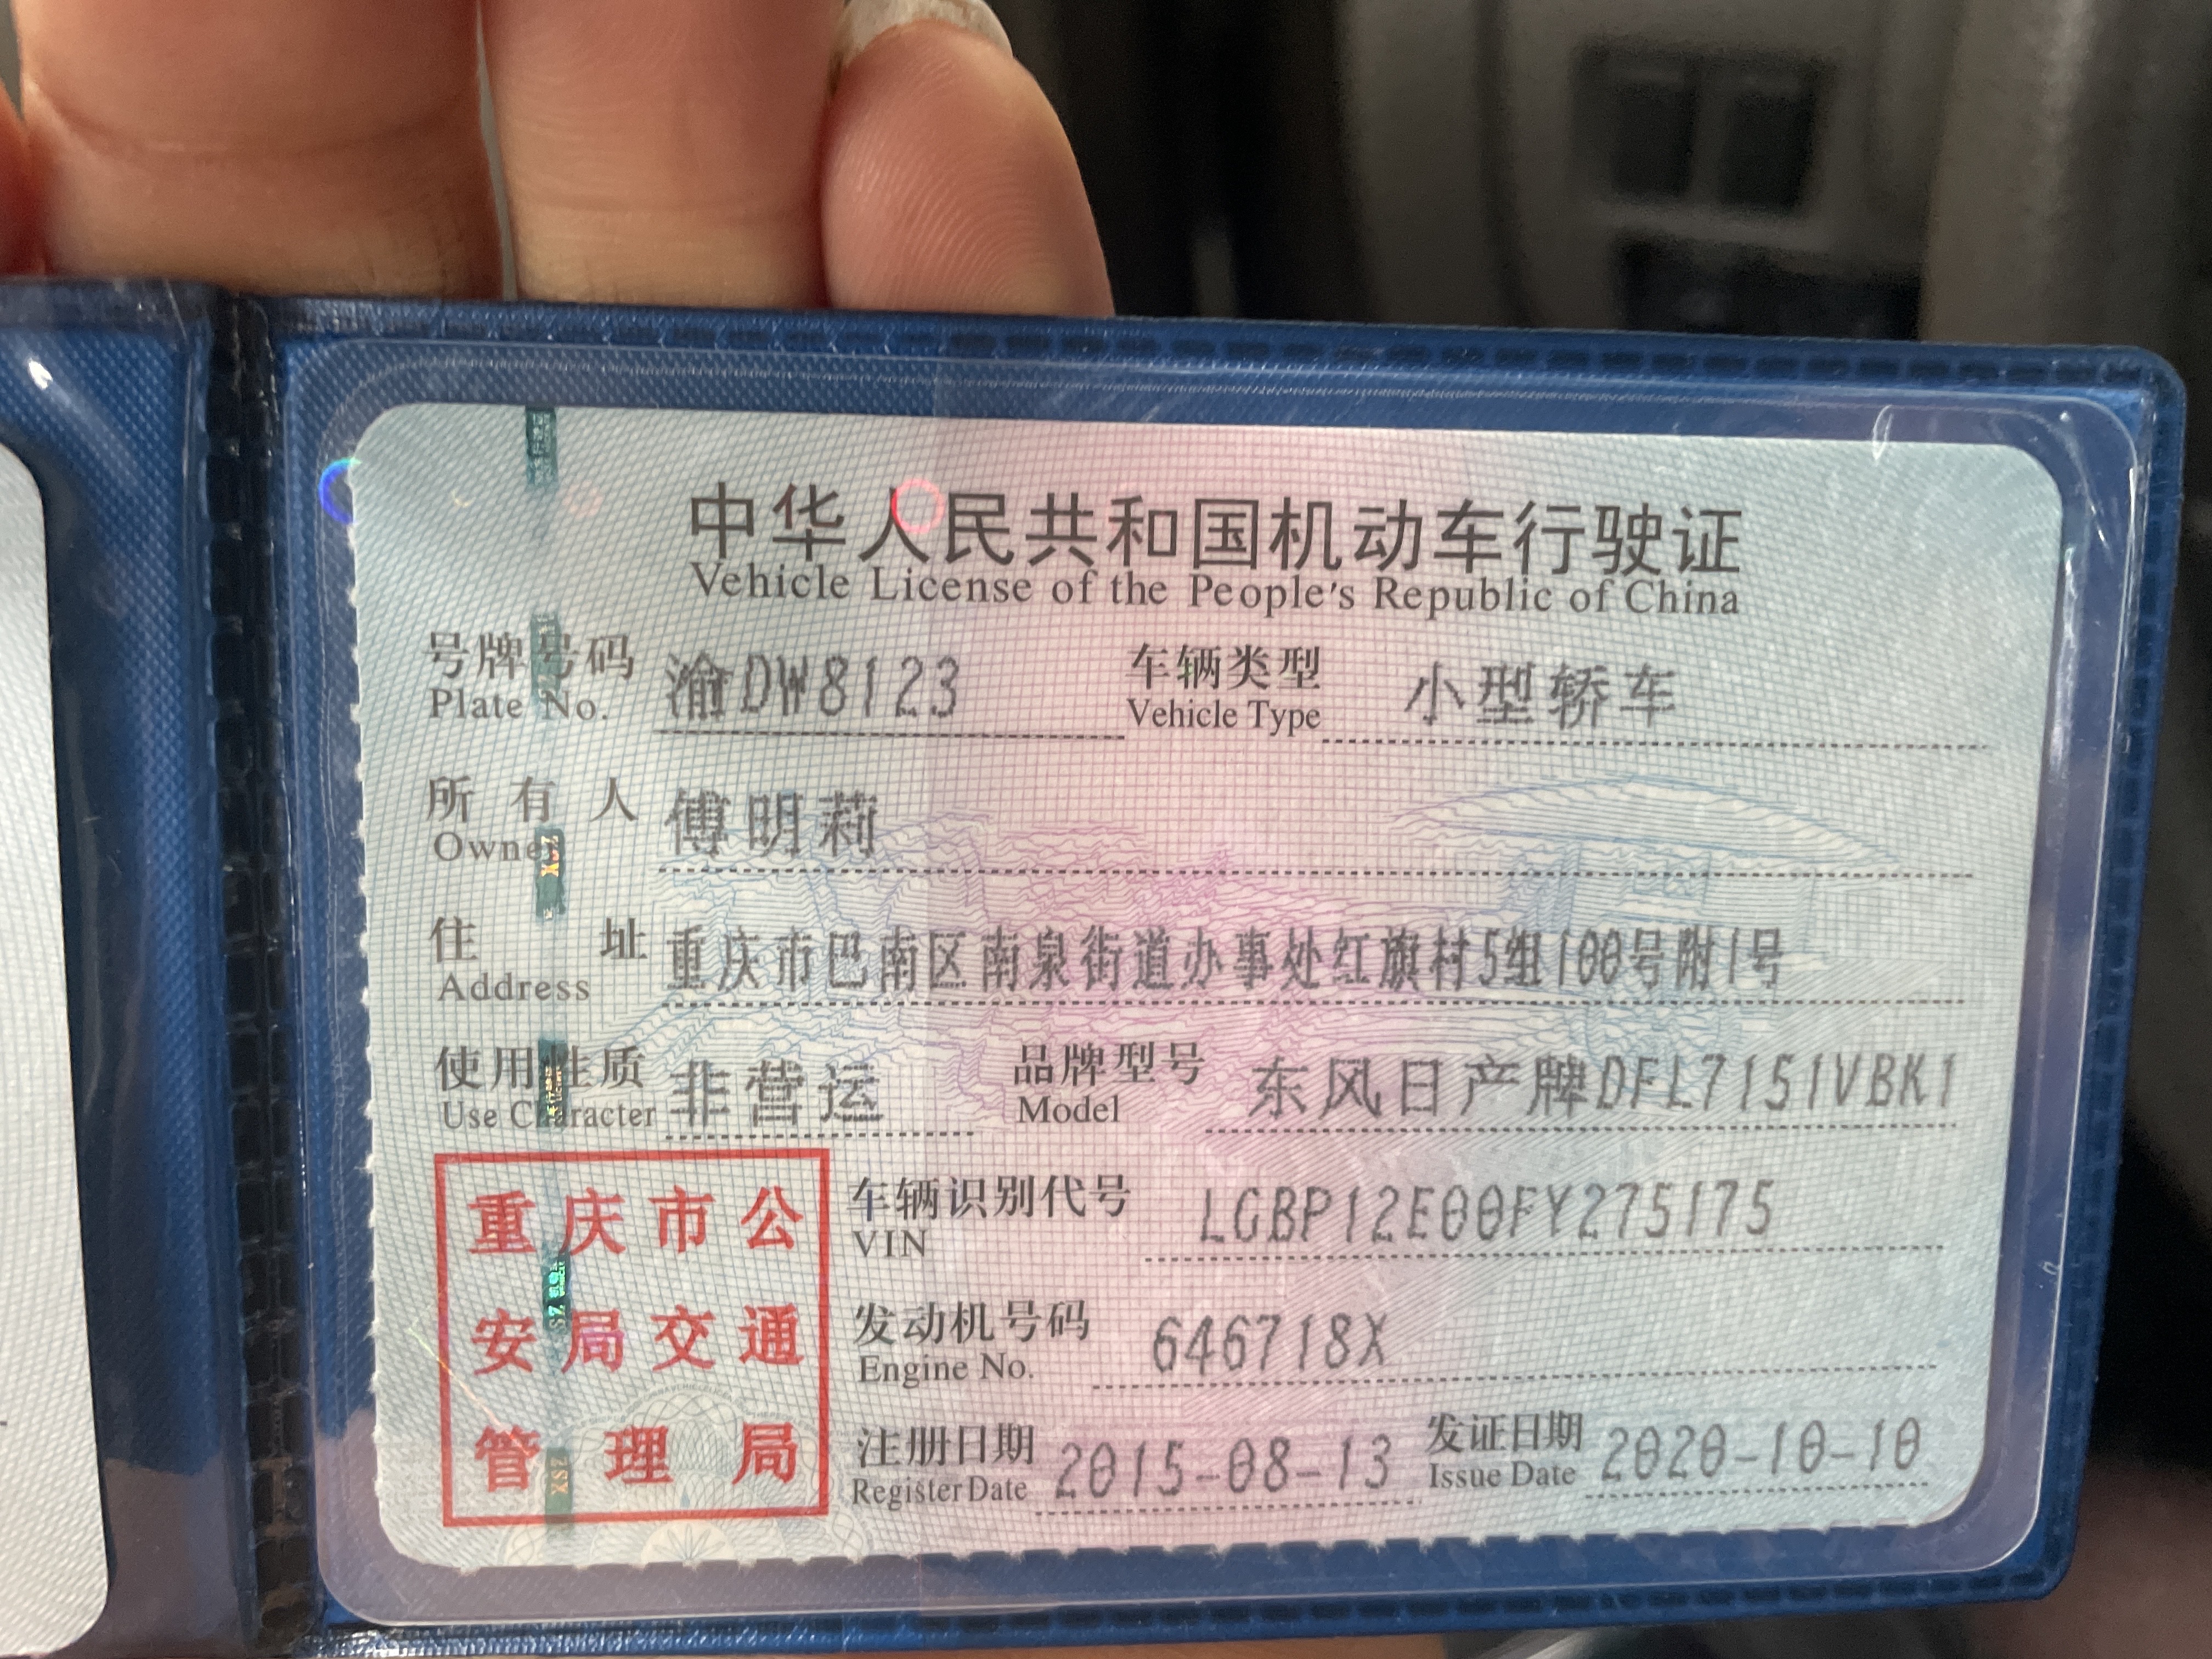 中华人民共和国机动车行驶证
Vehicle License of the People's Republic of China
号牌号码 渝DW8123 车辆类型 小型轿车
Plate No. Vehicle Type
所有人 傅明莉
Owner
住址 重庆市巴南区南泉街道办事处红旗村5组100号附1号
Address
使用性质 非营运 品牌型号 东风日产牌DFL7151VBK1
Use Character Model
重庆市公
安局交通
管理局
车辆识别代号 LGBP12E00FY275175
VIN
发动机号码 646718X
Engine No.
注册日期 2015-08-13 发证日期 2020-10-10
Register Date Issue Date
XSZ
XSZ